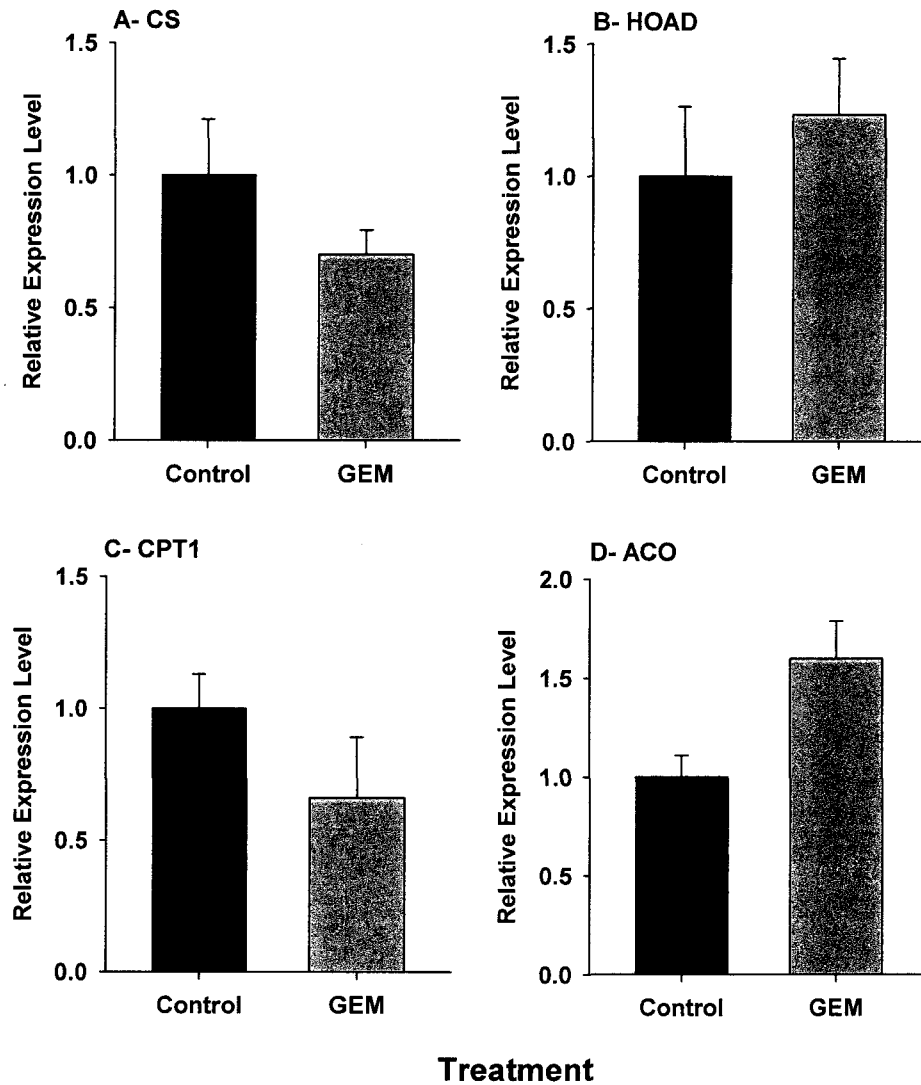 A- CS
1.5
1.0
0.5
0.0
Relative Expression Level
Control
GEM
B- HOAD
1.5
1.0
0.5
0.0
Relative Expression Level
Control
GEM
C- CPT1
1.5
1.0
0.5
0.0
Relative Expression Level
Control
GEM
D- ACO
2.0
1.5
1.0
0.5
0.0
Relative Expression Level
Control
GEM
Treatment